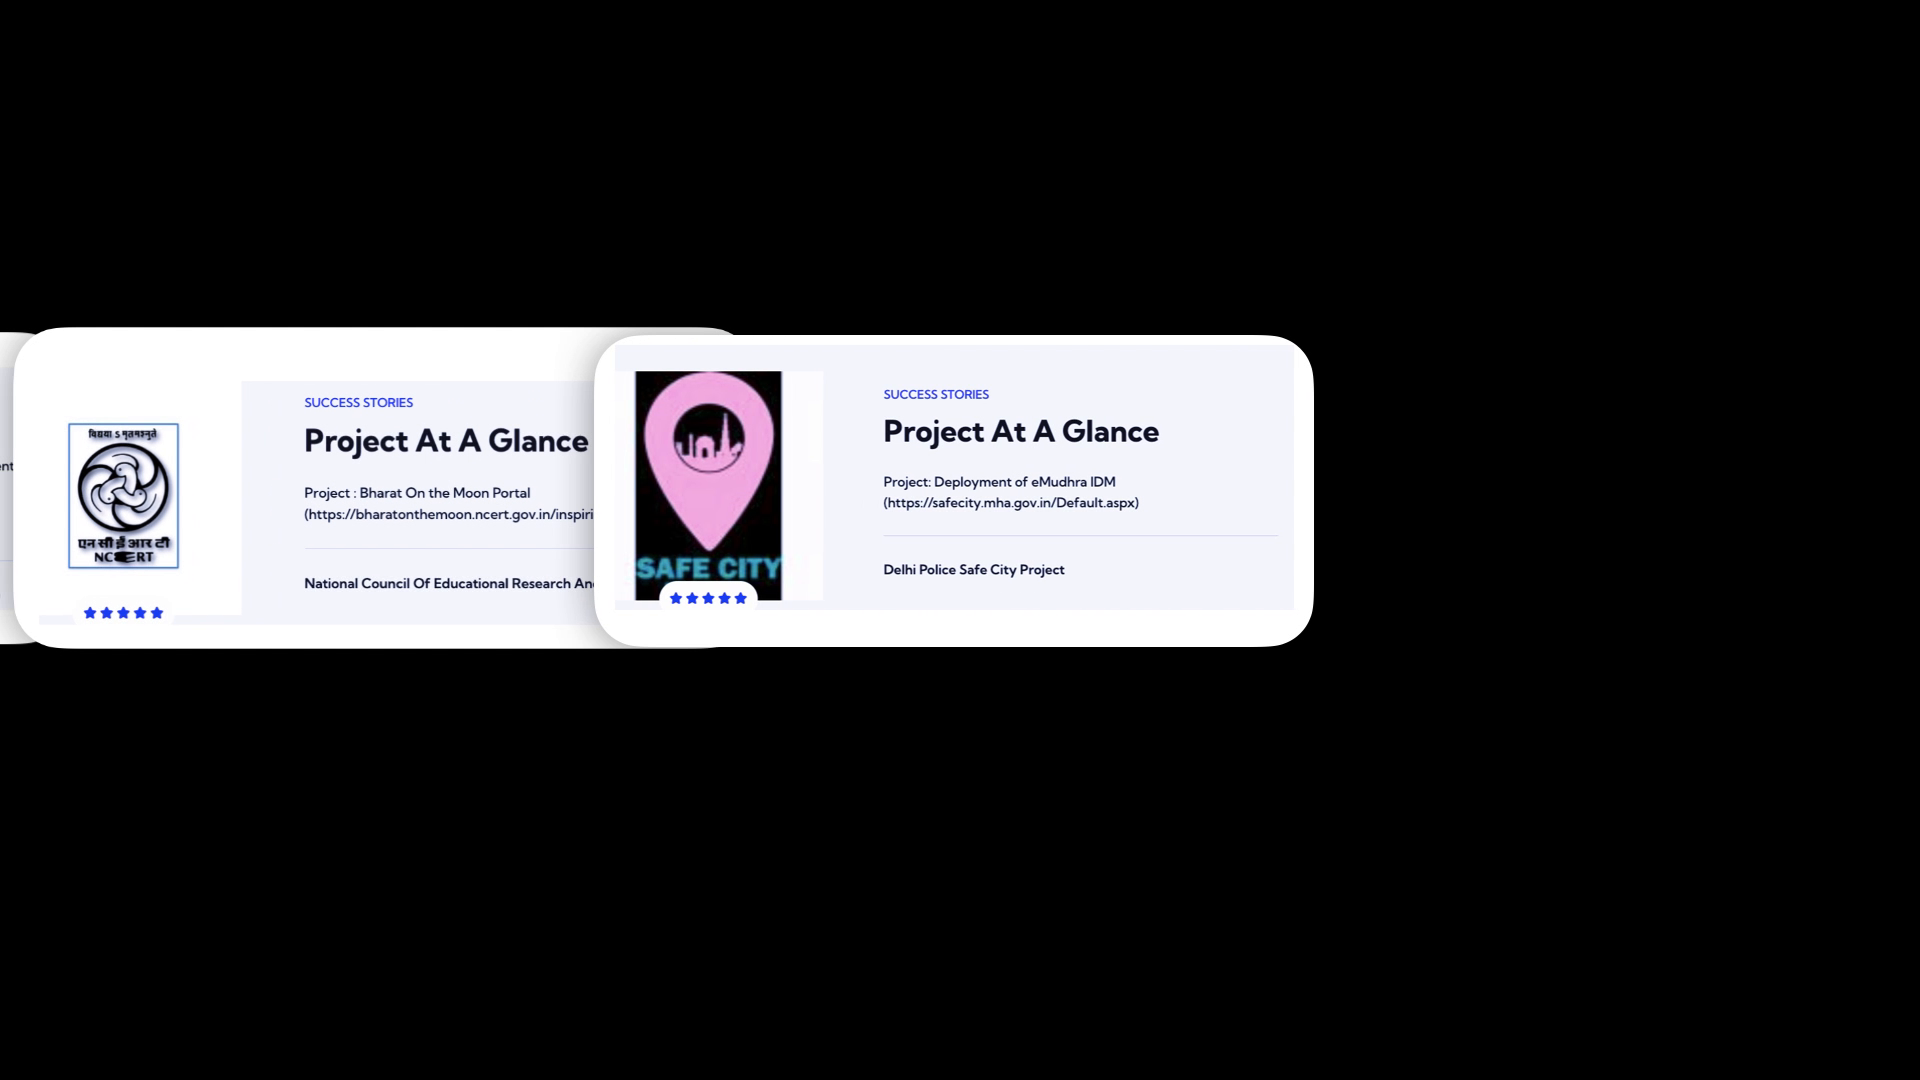 ent
विद्यया ऽ मृतमश्नुते
एन सी ई आर टी
NCERT
SUCCESS STORIES
Project At A Glance
Project : Bharat On the Moon Portal
(https://bharatonthemoon.ncert.gov.in/inspiri
National Council Of Educational Research An
SAFE CITY
SUCCESS STORIES
Project At A Glance
Project: Deployment of eMudhra IDM
(https://safecity.mha.gov.in/Default.aspx)
Delhi Police Safe City Project